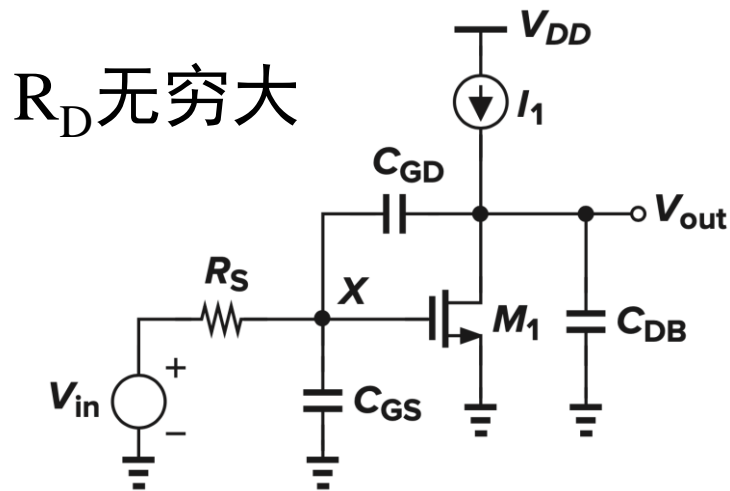 R_D无穷大
V_DD
I_1
C_GD
V_out
R_S
X
M_1
C_DB
V_in
+
−
C_GS